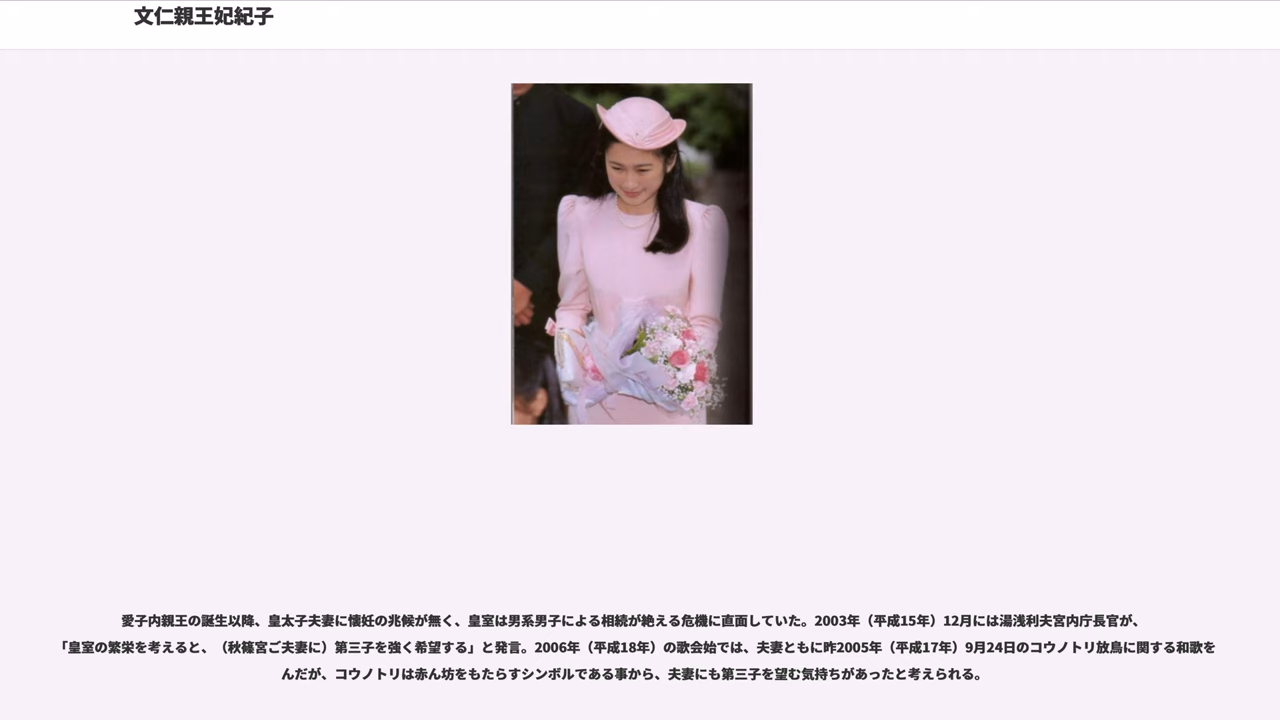 文仁親王妃紀子
愛子内親王の誕生以降、皇太子夫妻に懐妊の兆候が無く、皇室は男系男子による相続が絶える危機に直面していた。2003年（平成15年）12月には湯浅利夫宮内庁長官が、
「皇室の繁栄を考えると、（秋篠宮ご夫妻に）第三子を強く希望する」と発言。2006年（平成18年）の歌会始では、夫妻ともに昨2005年（平成17年）9月24日のコウノトリ放鳥に関する和歌を
んだが、コウノトリは赤ん坊をもたらすシンボルである事から、夫妻にも第三子を望む気持ちがあったと考えられる。